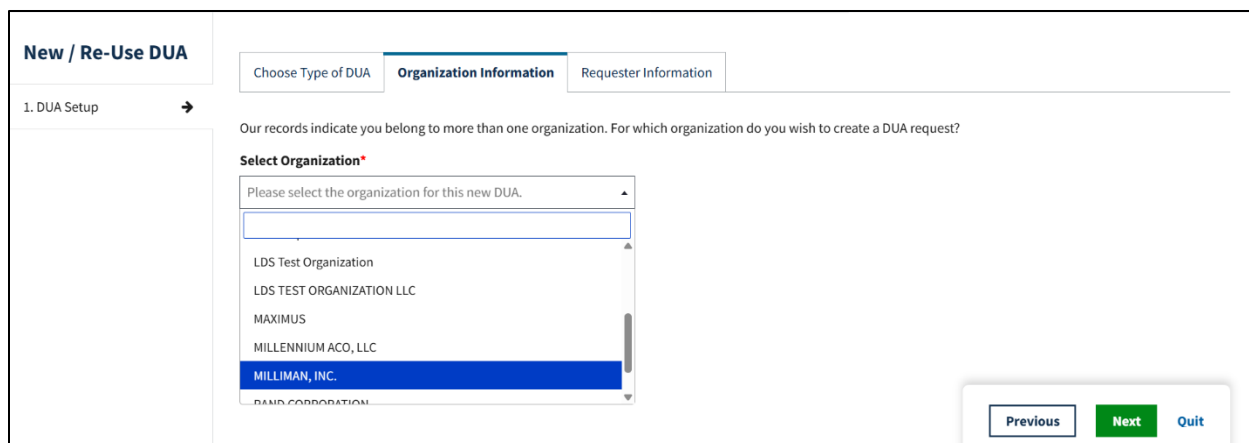 New / Re-Use DUA
1. DUA Setup
Choose Type of DUA
Organization Information
Requester Information
Our records indicate you belong to more than one organization. For which organization do you wish to create a DUA request?
Select Organization*
Please select the organization for this new DUA.
LDS Test Organization
LDS TEST ORGANIZATION LLC
MAXIMUS
MILLENNIUM ACO, LLC
MILLIMAN, INC.
RAND CORPORATION
Previous
Next
Quit